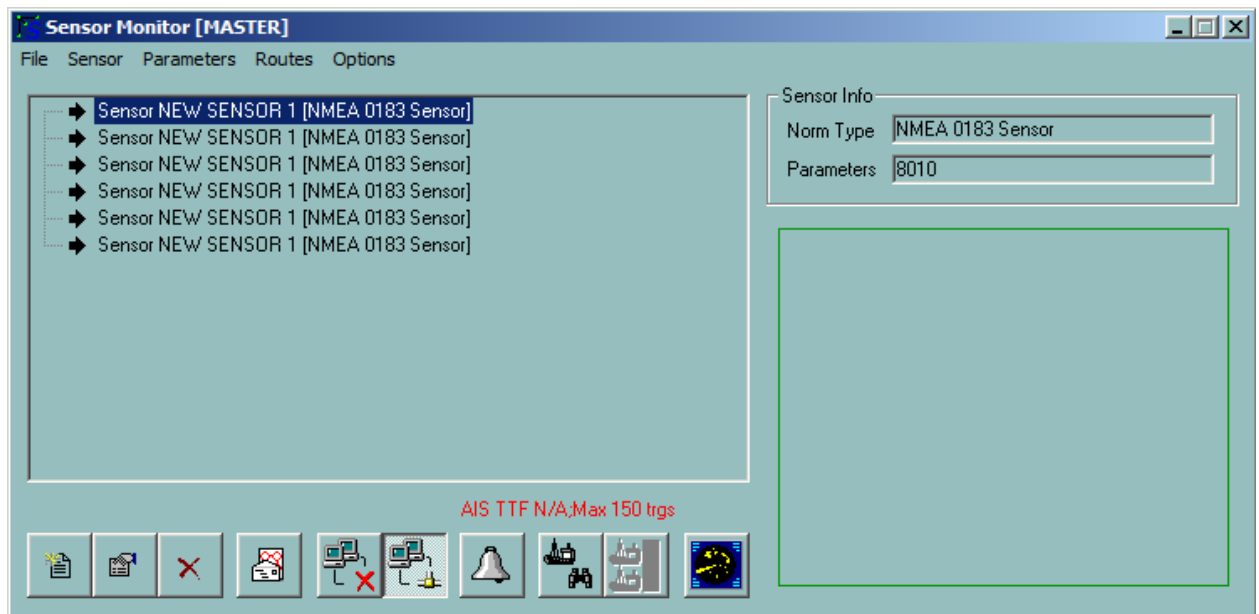 Sensor Monitor [MASTER]
File Sensor Parameters Routes Options
Sensor NEW SENSOR 1 [NMEA 0183 Sensor]
Sensor NEW SENSOR 1 [NMEA 0183 Sensor]
Sensor NEW SENSOR 1 [NMEA 0183 Sensor]
Sensor NEW SENSOR 1 [NMEA 0183 Sensor]
Sensor NEW SENSOR 1 [NMEA 0183 Sensor]
Sensor NEW SENSOR 1 [NMEA 0183 Sensor]
Sensor Info
Norm Type NMEA 0183 Sensor
Parameters 8010
AIS TTF N/A;Max 150 trgs